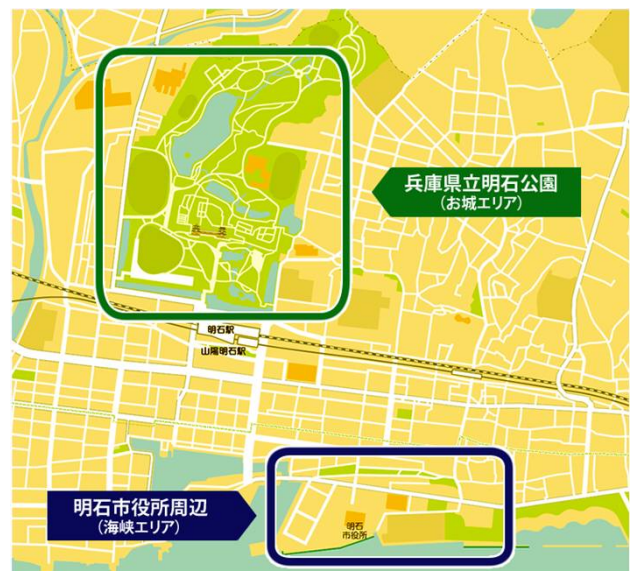 兵庫県立明石公園
(お城エリア)
明石駅
山陽明石駅
明石市役所周辺
(海峡エリア)
明石
市役所